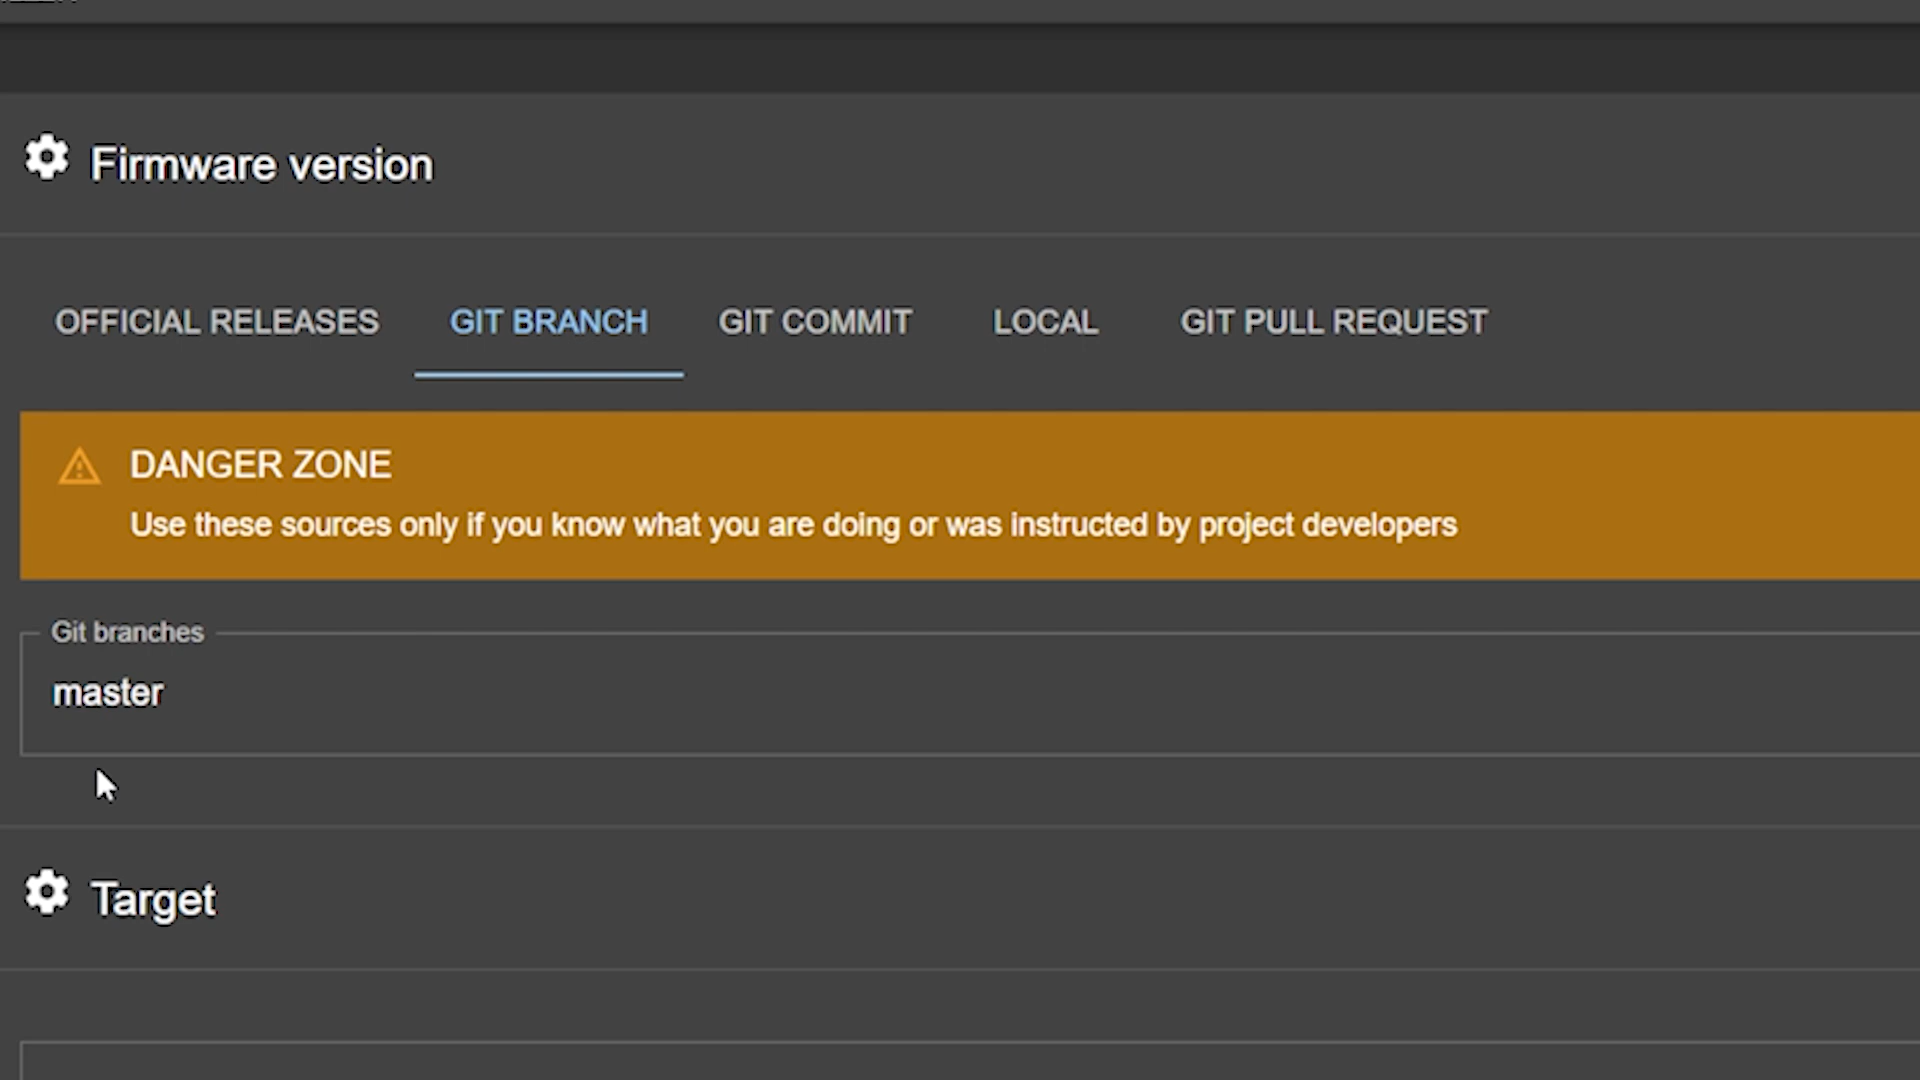 Firmware version
OFFICIAL RELEASES GIT BRANCH GIT COMMIT LOCAL GIT PULL REQUEST
DANGER ZONE
Use these sources only if you know what you are doing or was instructed by project developers
Git branches
master
Target